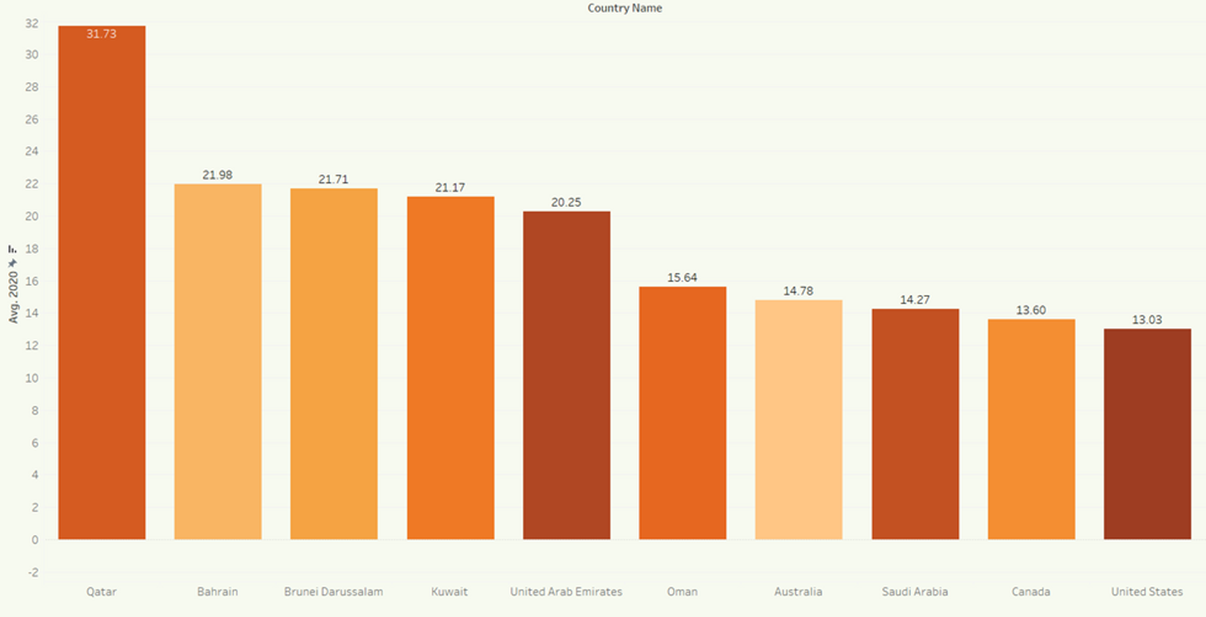 Country Name
32
30
28
26
24
22
20
18
16
14
12
10
8
6
4
2
0
-2
Avg. 2020
31.73
21.98
21.71
21.17
20.25
15.64
14.78
14.27
13.60
13.03
Qatar
Bahrain
Brunei Darussalam
Kuwait
United Arab Emirates
Oman
Australia
Saudi Arabia
Canada
United States